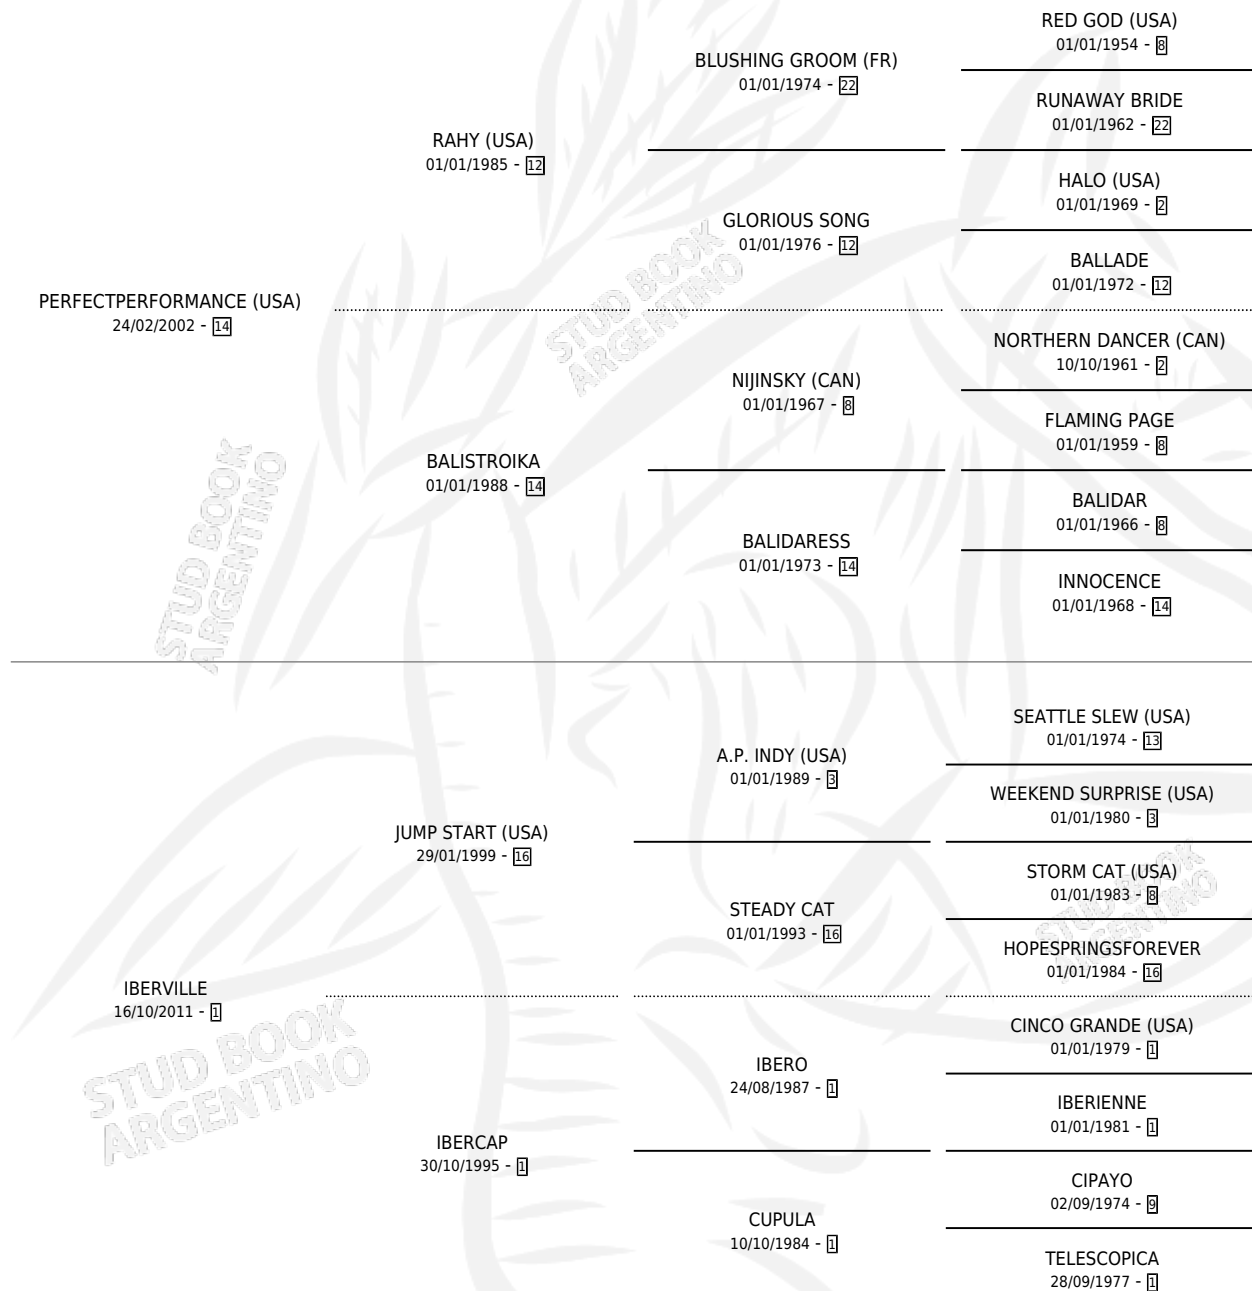 RED GOD (USA)
01/01/1954 - 8
BLUSHING GROOM (FR)
01/01/1974 - 22
RUNAWAY BRIDE
01/01/1962 - 22
RAHY (USA)
01/01/1985 - 12
HALO (USA)
01/01/1969 - 2
GLORIOUS SONG
01/01/1976 - 12
BALLADE
01/01/1972 - 12
PERFECTPERFORMANCE (USA)
24/02/2002 - 14
NORTHERN DANCER (CAN)
10/10/1961 - 2
NIJINSKY (CAN)
01/01/1967 - 8
FLAMING PAGE
01/01/1959 - 8
BALISTROIKA
01/01/1988 - 14
BALIDAR
01/01/1966 - 8
BALIDARESS
01/01/1973 - 14
INNOCENCE
01/01/1968 - 14
SEATTLE SLEW (USA)
01/01/1974 - 13
A.P. INDY (USA)
01/01/1989 - 3
WEEKEND SURPRISE (USA)
01/01/1980 - 3
JUMP START (USA)
29/01/1999 - 16
STORM CAT (USA)
01/01/1983 - 8
STEADY CAT
01/01/1993 - 16
HOPESPRINGSFOREVER
01/01/1984 - 16
IBERVILLE
16/10/2011 - 1
CINCO GRANDE (USA)
01/01/1979 - 1
IBERO
24/08/1987 - 1
IBERIENNE
01/01/1981 - 1
IBERCAP
30/10/1995 - 1
CIPAYO
02/09/1974 - 9
CUPULA
10/10/1984 - 1
TELESCOPICA
28/09/1977 - 1
STUD BOOK
ARGENTINO
STUD BOOK
ARGENTINO
STUD BOOK
ARGENTINO
STUD BOOK
ARGENTINO